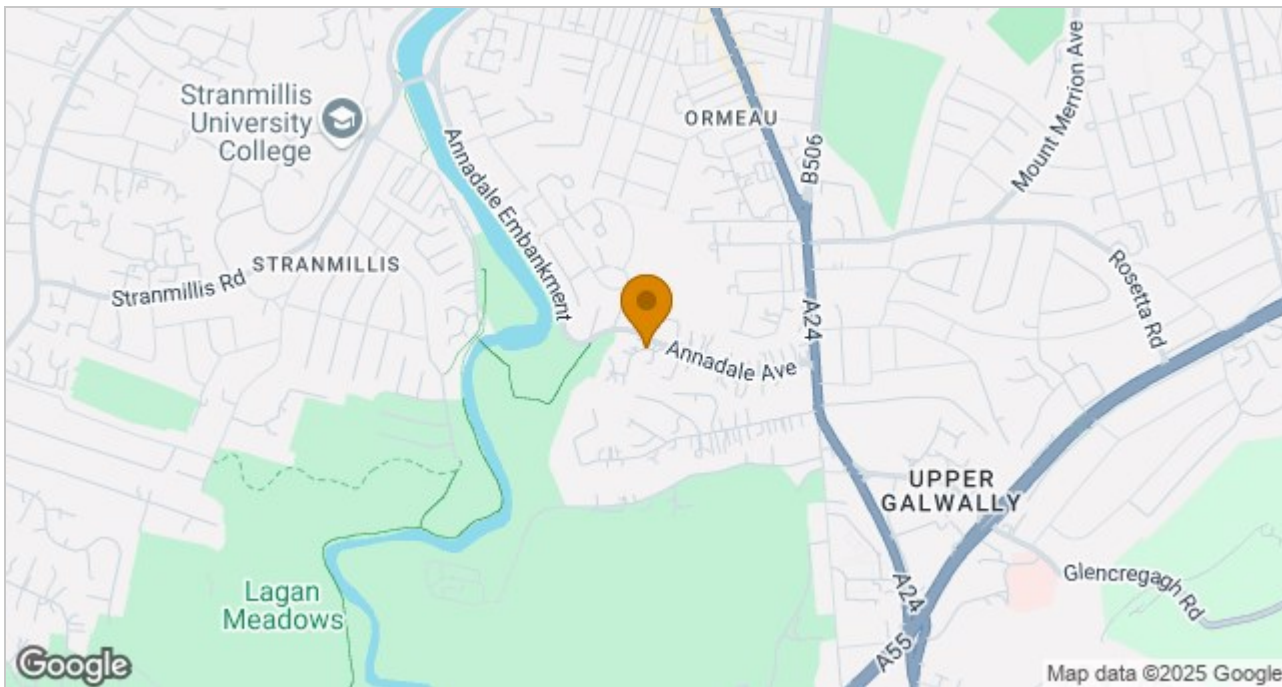 Stranmillis
University
College
Annadale Embankment
ORMEAU
B506
Mount Merrion Ave
STRANMILLIS
Stranmillis Rd
Rosetta Rd
A24
Annadale Ave
UPPER
GALWALLY
Lagan
Meadows
Glencregagh Rd
A24
A55
Google
Map data ©2025 Google